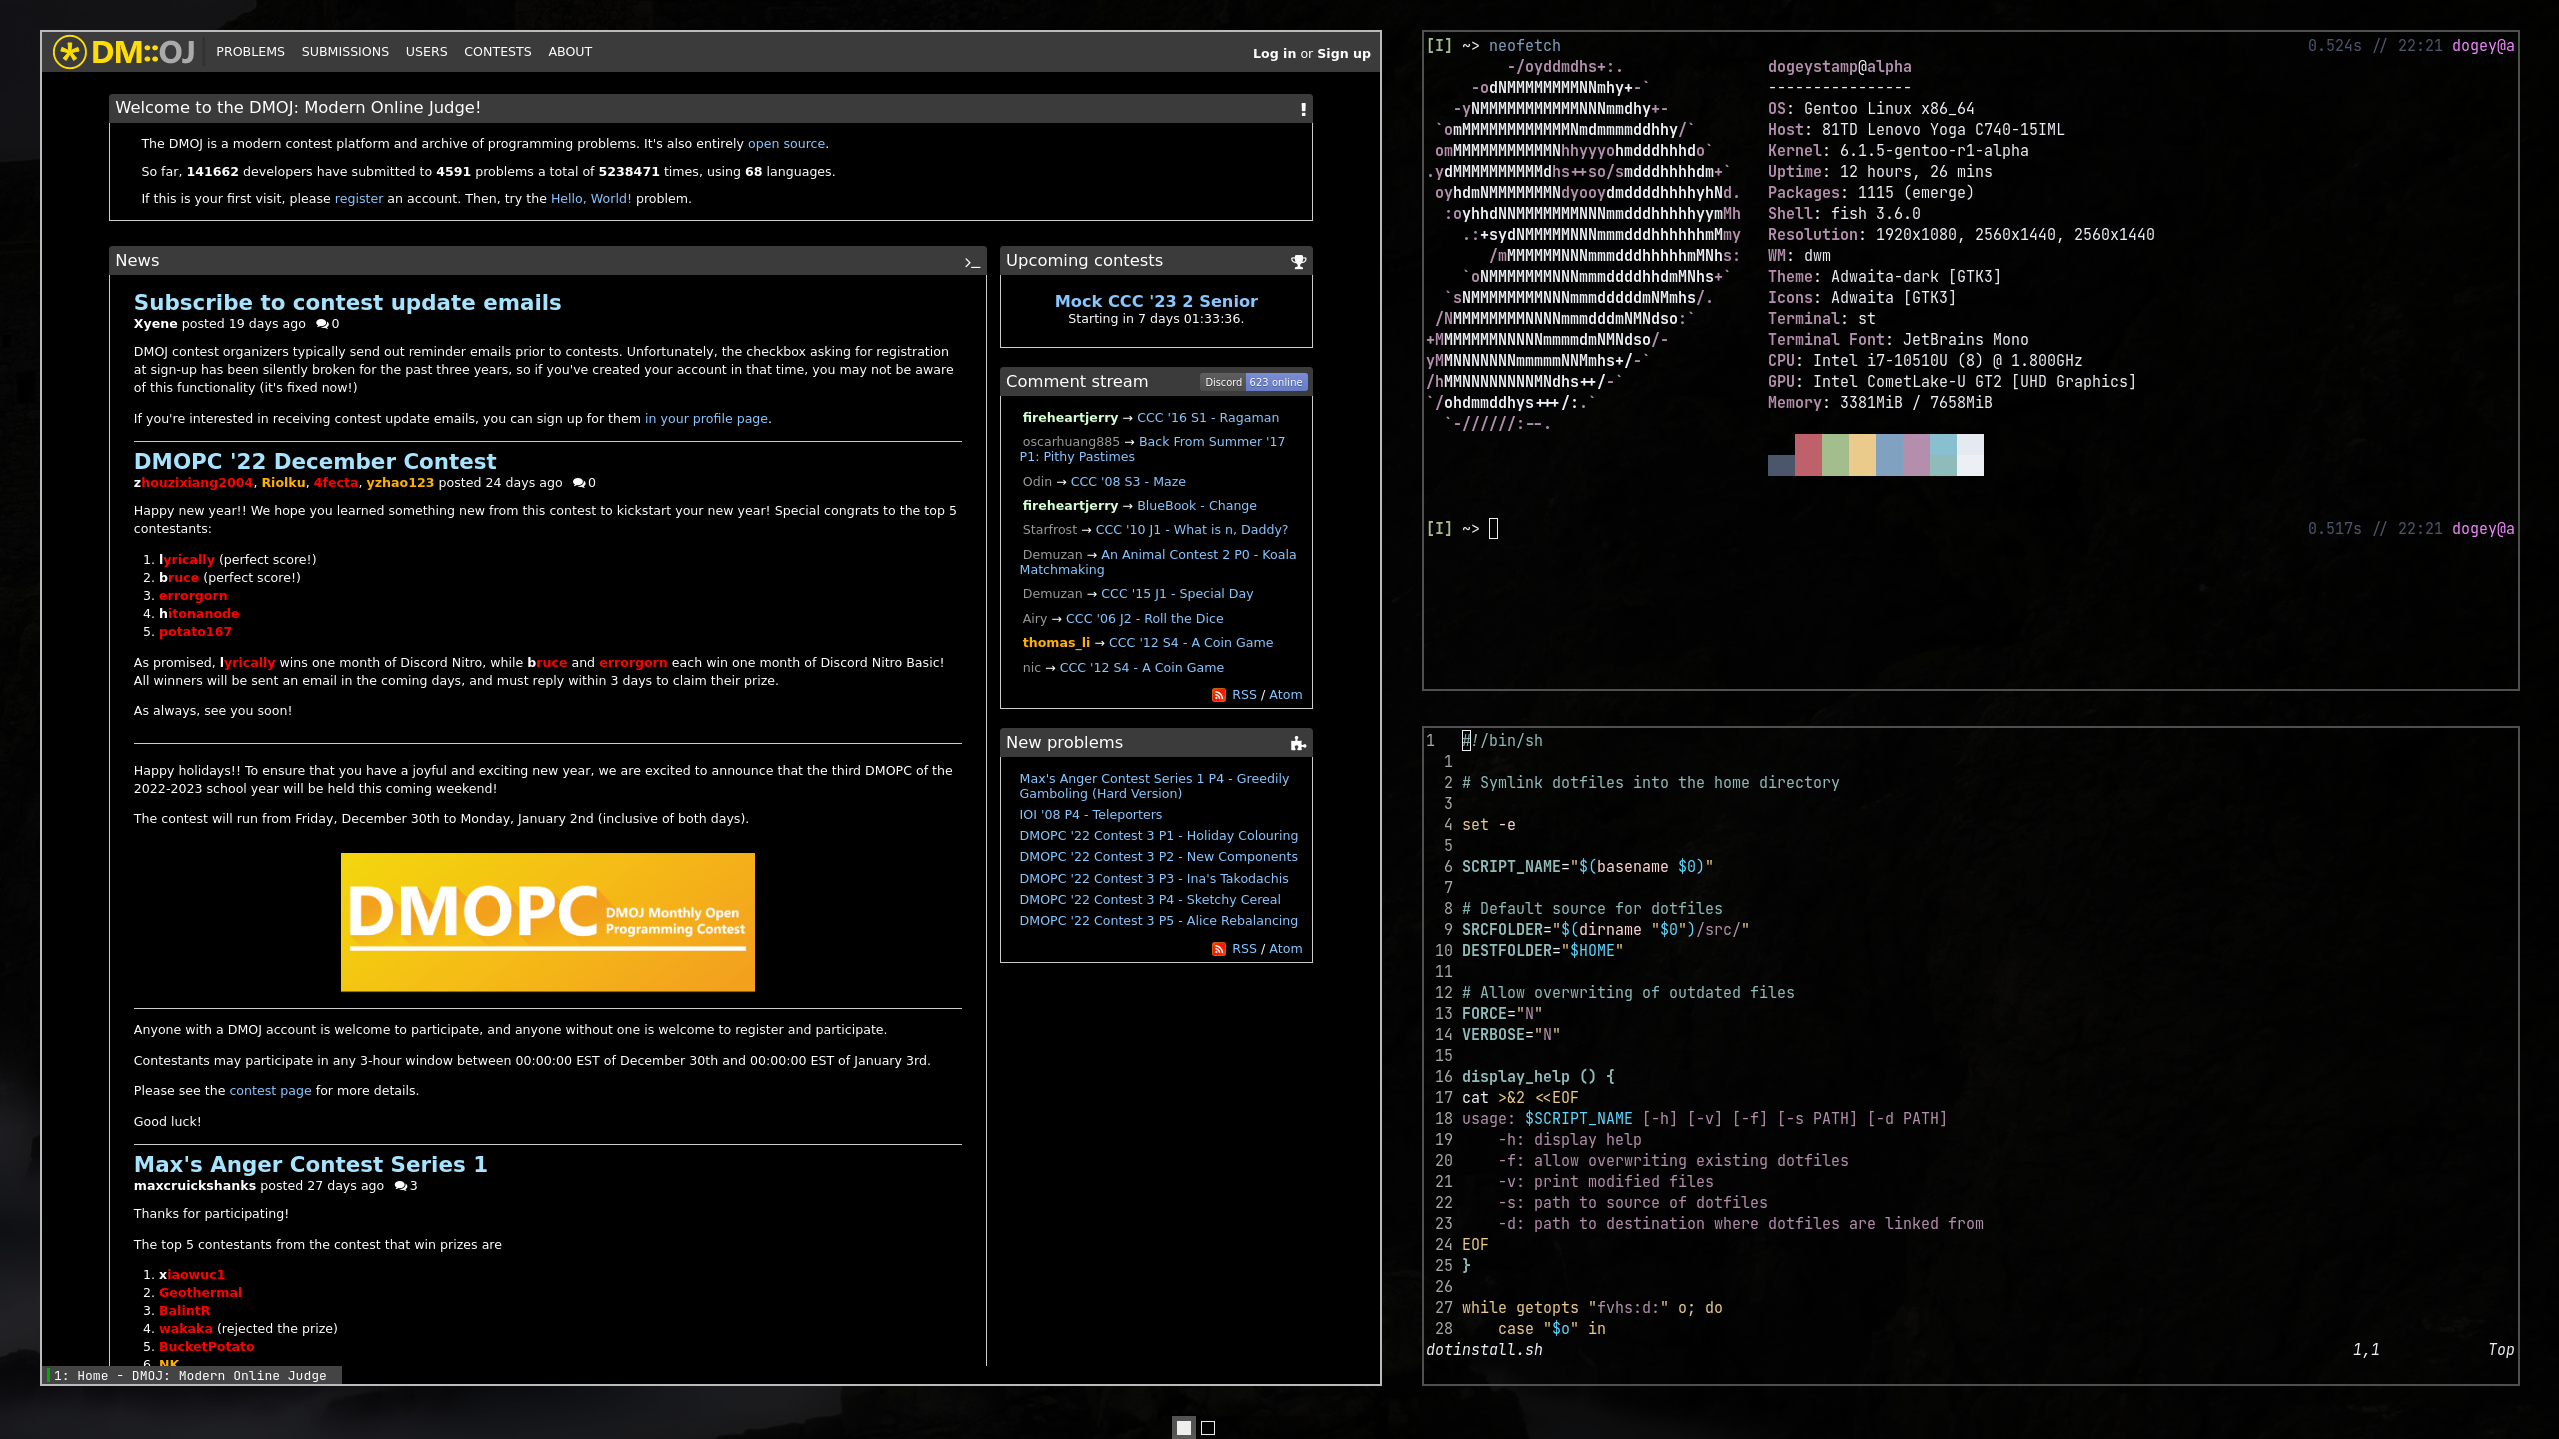 DM::OJ PROBLEMS SUBMISSIONS USERS CONTESTS ABOUT Log in or Sign up
Welcome to the DMOJ: Modern Online Judge!
The DMOJ is a modern contest platform and archive of programming problems. It's also entirely open source.
So far, 141662 developers have submitted to 4591 problems a total of 5238471 times, using 68 languages.
If this is your first visit, please register an account. Then, try the Hello, World! problem.
News
Subscribe to contest update emails
Xyene posted 19 days ago 0
DMOJ contest organizers typically send out reminder emails prior to contests. Unfortunately, the checkbox asking for registration
at sign-up has been silently broken for the past three years, so if you've created your account in that time, you may not be aware
of this functionality (it's fixed now!)
If you're interested in receiving contest update emails, you can sign up for them in your profile page.
DMOPC '22 December Contest
zhouzixiang2004, Riolku, 4fecta, yzhao123 posted 24 days ago 0
Happy new year!! We hope you learned something new from this contest to kickstart your new year! Special congrats to the top 5
contestants:
1. lyrically (perfect score!)
2. bruce (perfect score!)
3. errorgorn
4. hitonanode
5. potato167
As promised, lyrically wins one month of Discord Nitro, while bruce and errorgorn each win one month of Discord Nitro Basic!
All winners will be sent an email in the coming days, and must reply within 3 days to claim their prize.
As always, see you soon!
Happy holidays!! To ensure that you have a joyful and exciting new year, we are excited to announce that the third DMOPC of the
2022-2023 school year will be held this coming weekend!
The contest will run from Friday, December 30th to Monday, January 2nd (inclusive of both days).
DMOPC DMOJ Monthly Open
Programming Contest
Anyone with a DMOJ account is welcome to participate, and anyone without one is welcome to register and participate.
Contestants may participate in any 3-hour window between 00:00:00 EST of December 30th and 00:00:00 EST of January 3rd.
Please see the contest page for more details.
Good luck!
Max's Anger Contest Series 1
maxcruickshanks posted 27 days ago 3
Thanks for participating!
The top 5 contestants from the contest that win prizes are
1. xiaowuc1
2. Geothermal
3. BalintR
4. wakaka (rejected the prize)
5. BucketPotato
6. NK
1: Home - DMOJ: Modern Online Judge
Upcoming contests
Mock CCC '23 2 Senior
Starting in 7 days 01:33:36.
Comment stream Discord 623 online
fireheartjerry → CCC '16 S1 - Ragaman
oscarhuang885 → Back From Summer '17
P1: Pithy Pastimes
Odin → CCC '08 S3 - Maze
fireheartjerry → BlueBook - Change
Starfrost → CCC '10 J1 - What is n, Daddy?
Demuzan → An Animal Contest 2 P0 - Koala
Matchmaking
Demuzan → CCC '15 J1 - Special Day
Airy → CCC '06 J2 - Roll the Dice
thomas_li → CCC '12 S4 - A Coin Game
nic → CCC '12 S4 - A Coin Game
RSS / Atom
New problems
Max's Anger Contest Series 1 P4 - Greedily
Gamboling (Hard Version)
IOI '08 P4 - Teleporters
DMOPC '22 Contest 3 P1 - Holiday Colouring
DMOPC '22 Contest 3 P2 - New Components
DMOPC '22 Contest 3 P3 - Ina's Takodachis
DMOPC '22 Contest 3 P4 - Sketchy Cereal
DMOPC '22 Contest 3 P5 - Alice Rebalancing
RSS / Atom
[I] ~> neofetch 0.524s // 22:21 dogey@a
-/oyddmdhs+:. dogeystamp@alpha
-odNMMMMMMMMNNmhy+-` ----------------
-yNMMMMMMMMMMMNNNmmdhy+- OS: Gentoo Linux x86_64
`omMMMMMMMMMMMMNmdmmmmddhhy/` Host: 81TD Lenovo Yoga C740-15IML
omMMMMMMMMMMMNhhyyyohmdddhhhdo` Kernel: 6.1.5-gentoo-r1-alpha
.ydMMMMMMMMMMdhs++so/smdddhhhhdm+` Uptime: 12 hours, 26 mins
oyhdmNMMMMMMMNdyooydmddddhhhhyhNd. Packages: 1115 (emerge)
:oyhhdNNMMMMMMMNNNmmdddhhhhhyymMh Shell: fish 3.6.0
.:+sydNMMMMMNNNmmmdddhhhhhhmMmy Resolution: 1920x1080, 2560x1440, 2560x1440
/mMMMMMMNNNmmmdddhhhhhmMNhs: WM: dwm
`oNMMMMMMMNNNmmmddddhhdmMNhs+` Theme: Adwaita-dark [GTK3]
`sNMMMMMMMMNNNmmmdddddmNMmhs/. Icons: Adwaita [GTK3]
/NMMMMMMMMNNNNmmmdddmNMNdso:` Terminal: st
+MMMMMMMNNNNNmmmmdmNMNdso/- Terminal Font: JetBrains Mono
yMMNNNNNNNmmmmmNNMmhs+/-` CPU: Intel i7-10510U (8) @ 1.800GHz
/hMMNNNNNNNNMNdhs++/-` GPU: Intel CometLake-U GT2 [UHD Graphics]
`/ohdmmddhys+++/:.` Memory: 3381MiB / 7658MiB
`-//////:--.
[I] ~> 0.517s // 22:21 dogey@a
1 #!/bin/sh
1
2 # Symlink dotfiles into the home directory
3
4 set -e
5
6 SCRIPT_NAME="$(basename $0)"
7
8 # Default source for dotfiles
9 SRCFOLDER="$(dirname "$0")/src/"
10 DESTFOLDER="$HOME"
11
12 # Allow overwriting of outdated files
13 FORCE="N"
14 VERBOSE="N"
15
16 display_help () {
17 cat >&2 <<EOF
18 usage: $SCRIPT_NAME [-h] [-v] [-f] [-s PATH] [-d PATH]
19 -h: display help
20 -f: allow overwriting existing dotfiles
21 -v: print modified files
22 -s: path to source of dotfiles
23 -d: path to destination where dotfiles are linked from
24 EOF
25 }
26
27 while getopts "fvhs:d:" o; do
28 case "$o" in
dotinstall.sh 1,1 Top